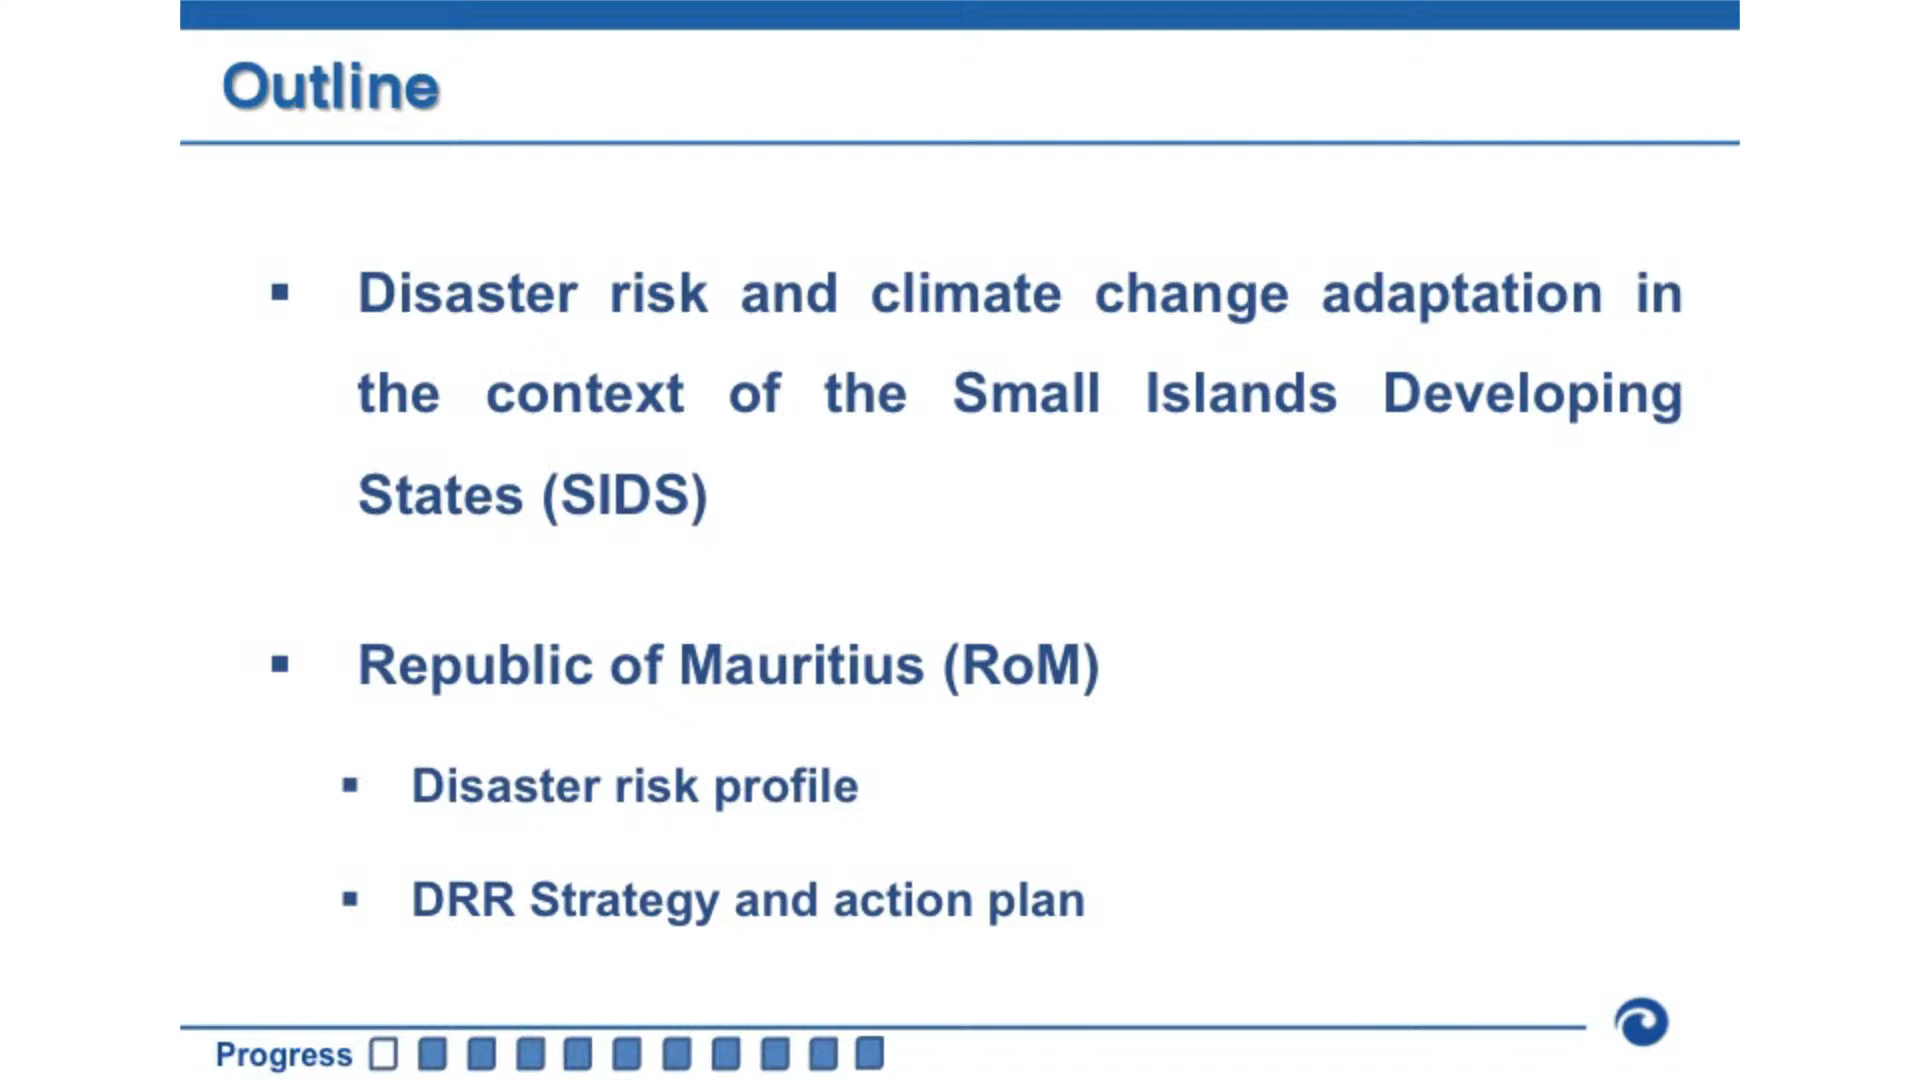 Outline
▪ Disaster risk and climate change adaptation in
the context of the Small Islands Developing
States (SIDS)
▪ Republic of Mauritius (RoM)
▪ Disaster risk profile
▪ DRR Strategy and action plan
Progress